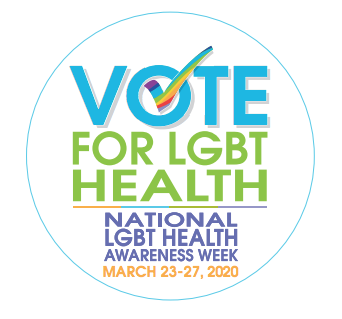 VOTE
FOR LGBT
HEALTH
NATIONAL
LGBT HEALTH
AWARENESS WEEK
MARCH 23-27, 2020